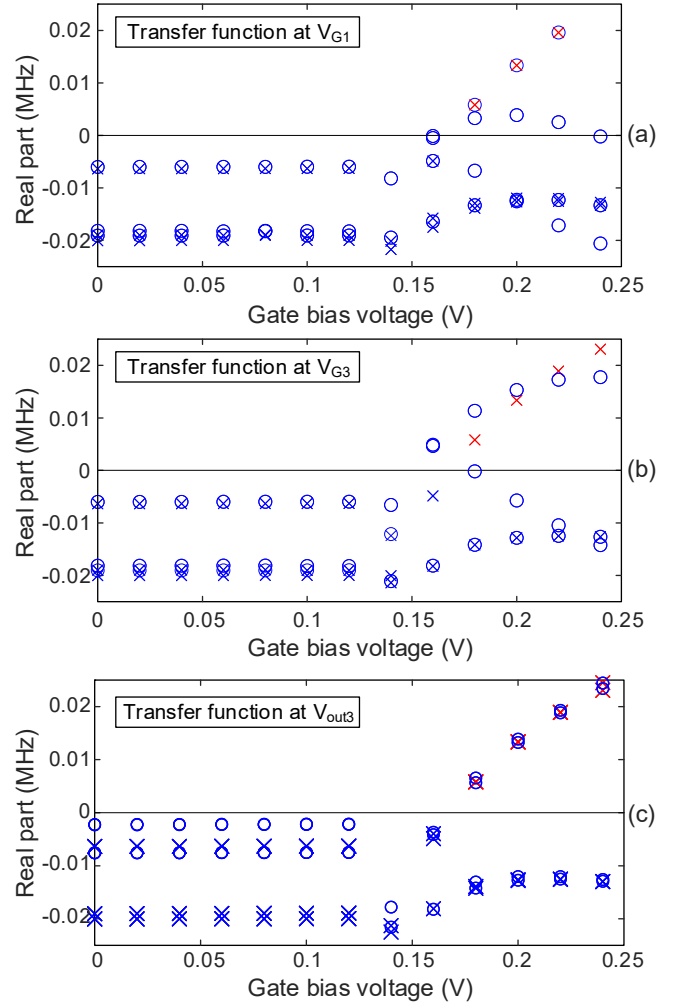 0.02
Transfer function at VG1
0.01
0
(a)
-0.01
-0.02
Real part (MHz)
0 0.05 0.1 0.15 0.2 0.25
Gate bias voltage (V)
0.02
Transfer function at VG3
0.01
0
(b)
-0.01
-0.02
Real part (MHz)
0 0.05 0.1 0.15 0.2 0.25
Gate bias voltage (V)
0.02
Transfer function at Vout3
0.01
0
(c)
-0.01
-0.02
Real part (MHz)
0 0.05 0.1 0.15 0.2 0.25
Gate bias voltage (V)